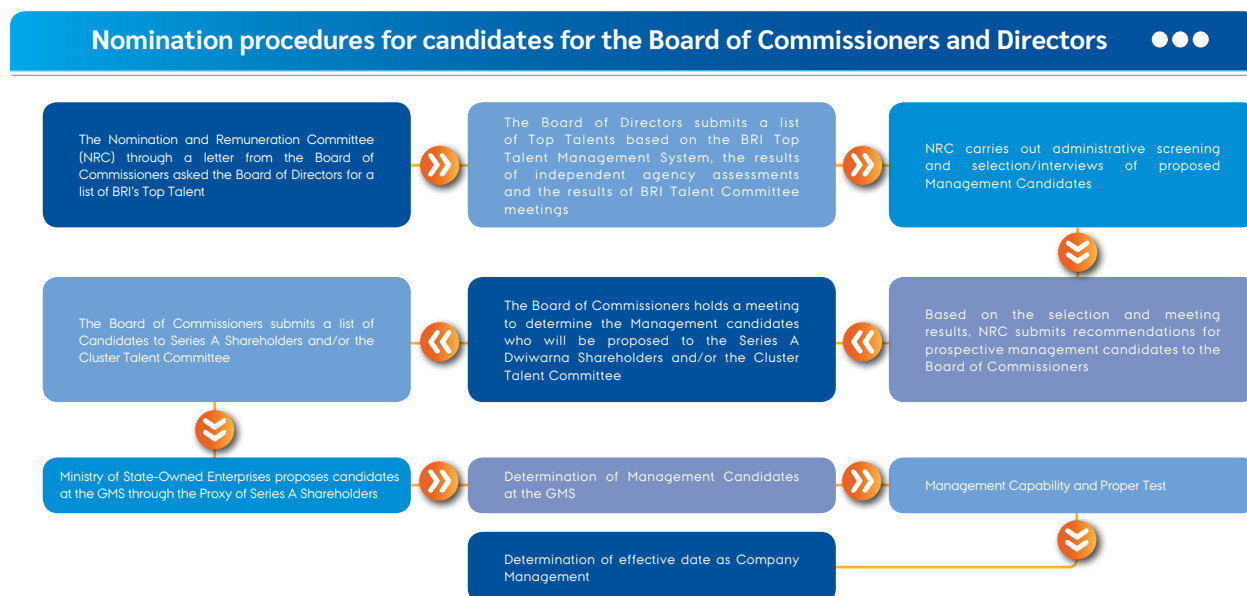 Nomination procedures for candidates for the Board of Commissioners and Directors
The Nomination and Remuneration Committee
(NRC) through a letter from the Board of
Commissioners asked the Board of Directors for a
list of BRI's Top Talent
The Board of Directors submits a list
of Top Talents based on the BRI Top
Talent Management System, the results
of independent agency assessments
and the results of BRI Talent Committee
meetings
NRC carries out administrative screening
and selection/interviews of proposed
Management Candidates
Based on the selection and meeting
results, NRC submits recommendations for
prospective management candidates to the
Board of Commissioners
The Board of Commissioners holds a meeting
to determine the Management candidates
who will be proposed to the Series A
Dwiwarna Shareholders and/or the Cluster
Talent Committee
The Board of Commissioners submits a list of
Candidates to Series A Shareholders and/or the
Cluster Talent Committee
Ministry of State-Owned Enterprises proposes candidates
at the GMS through the Proxy of Series A Shareholders
Determination of Management Candidates
at the GMS
Management Capability and Proper Test
Determination of effective date as Company
Management